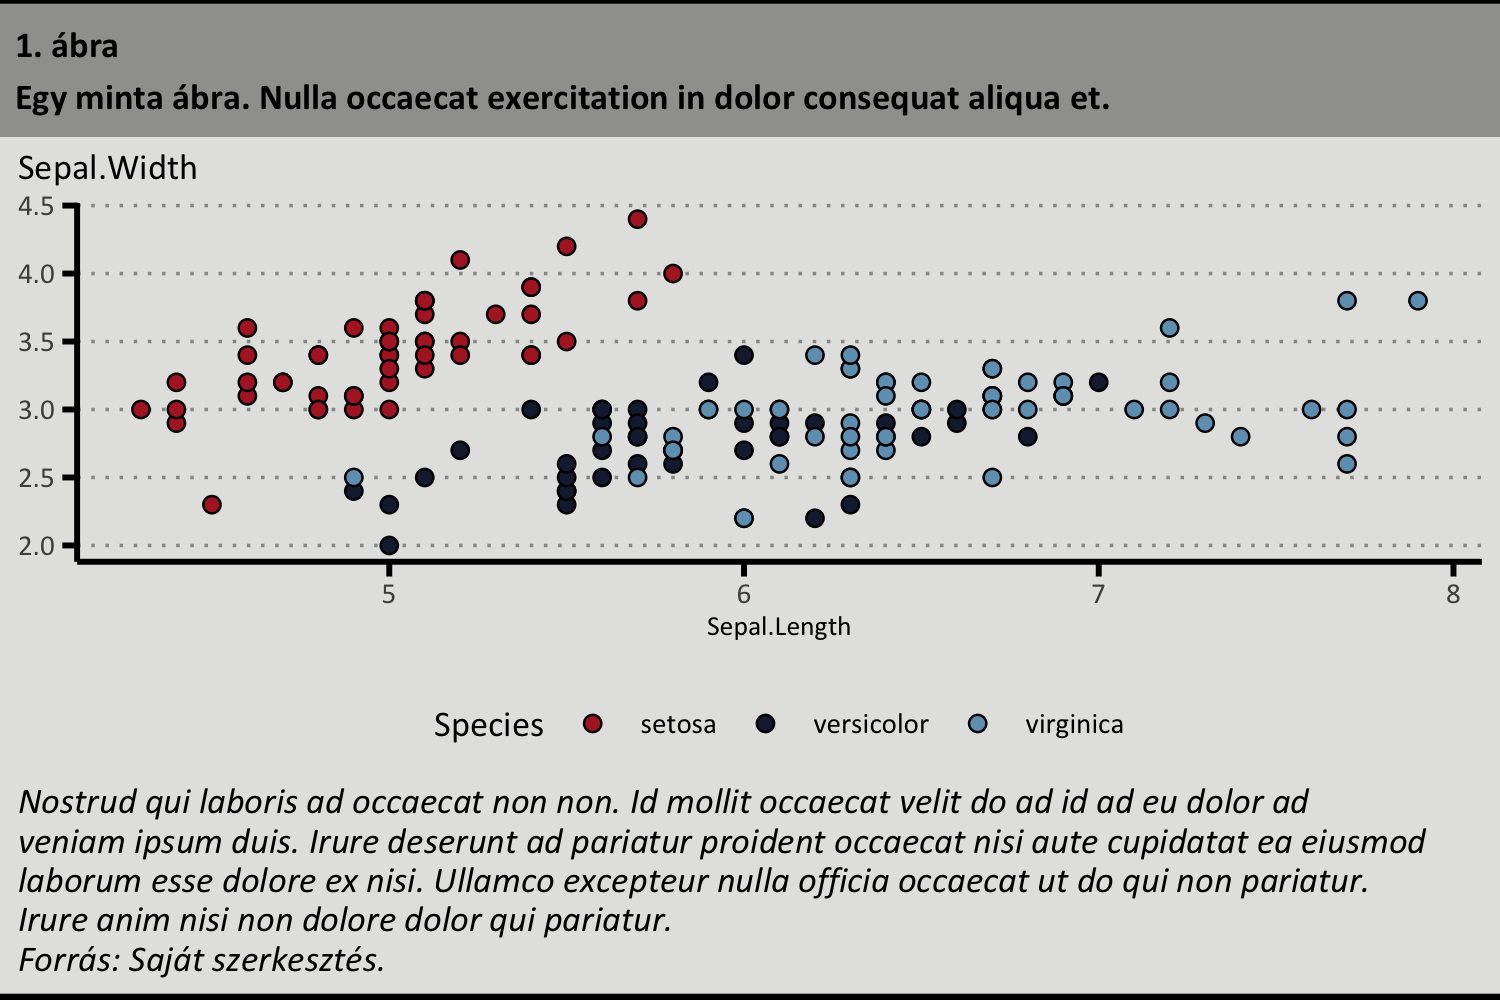 1. ábra
Egy minta ábra. Nulla occaecat exercitation in dolor consequat aliqua et.
Sepal.Width
4.5
4.0
3.5
3.0
2.5
2.0
5 6 7 8
Sepal.Length
Species setosa versicolor virginica
Nostrud qui laboris ad occaecat non non. Id mollit occaecat velit do ad id ad eu dolor ad
veniam ipsum duis. Irure deserunt ad pariatur proident occaecat nisi aute cupidatat ea eiusmod
laborum esse dolore ex nisi. Ullamco excepteur nulla officia occaecat ut do qui non pariatur.
Irure anim nisi non dolore dolor qui pariatur.
Forrás: Saját szerkesztés.